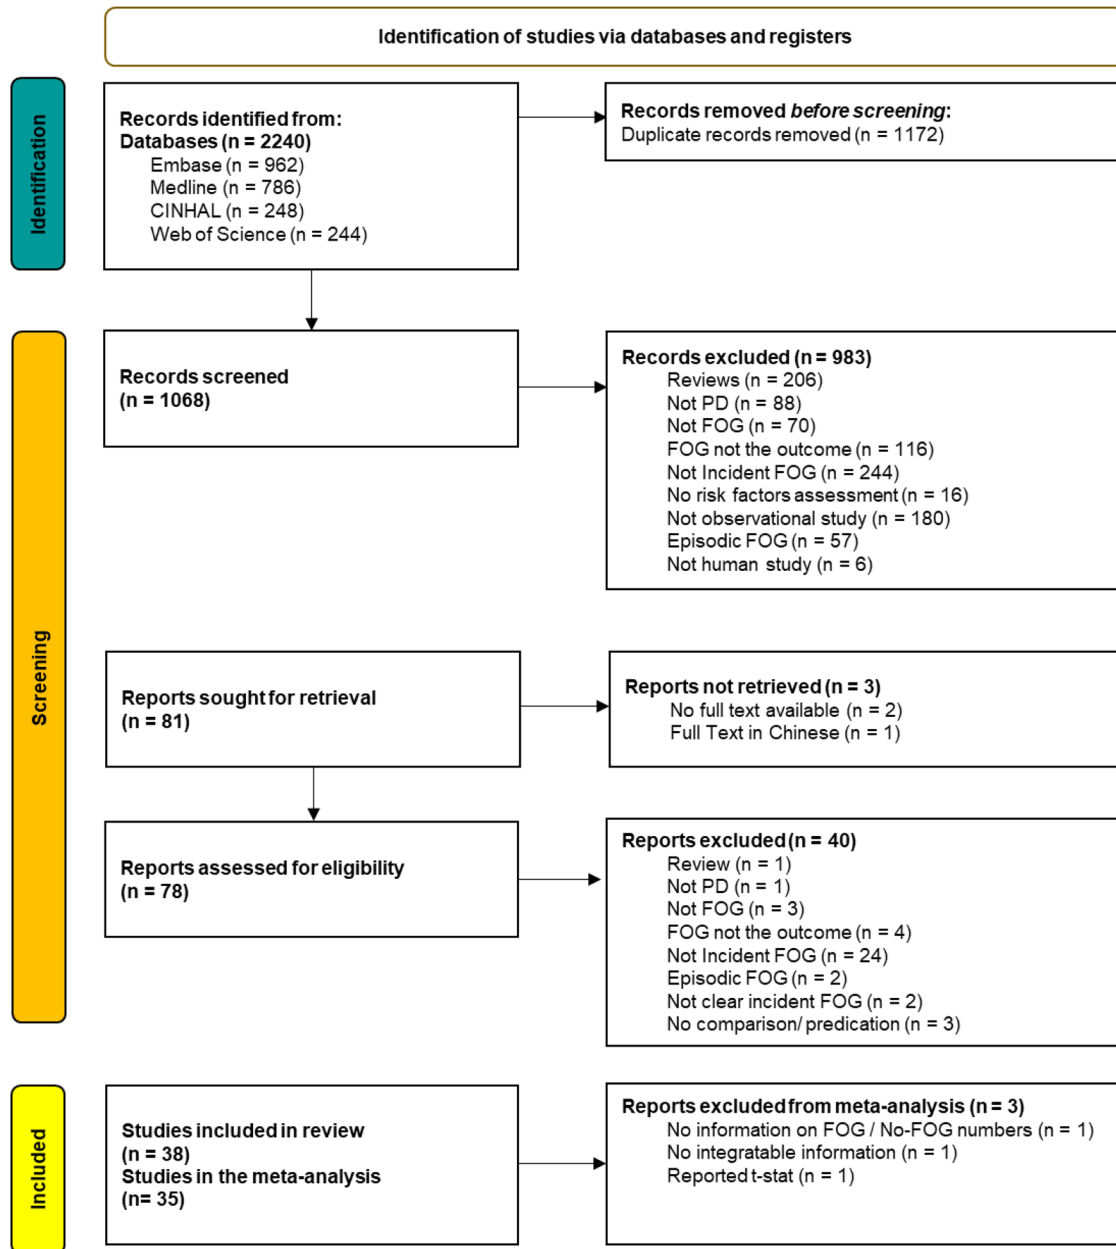 Identification of studies via databases and registers
Identification
Records identified from:
Databases (n = 2240)
Embase (n = 962)
Medline (n = 786)
CINHAL (n = 248)
Web of Science (n = 244)
Records removed before screening:
Duplicate records removed (n = 1172)
Screening
Records screened
(n = 1068)
Records excluded (n = 983)
Reviews (n = 206)
Not PD (n = 88)
Not FOG (n = 70)
FOG not the outcome (n = 116)
Not Incident FOG (n = 244)
No risk factors assessment (n = 16)
Not observational study (n = 180)
Episodic FOG (n = 57)
Not human study (n = 6)
Reports sought for retrieval
(n = 81)
Reports not retrieved (n = 3)
No full text available (n = 2)
Full Text in Chinese (n = 1)
Reports assessed for eligibility
(n = 78)
Reports excluded (n = 40)
Review (n = 1)
Not PD (n = 1)
Not FOG (n = 3)
FOG not the outcome (n = 4)
Not Incident FOG (n = 24)
Episodic FOG (n = 2)
Not clear incident FOG (n = 2)
No comparison/ predication (n = 3)
Included
Studies included in review
(n = 38)
Studies in the meta-analysis
(n= 35)
Reports excluded from meta-analysis (n = 3)
No information on FOG / No-FOG numbers (n = 1)
No integratable information (n = 1)
Reported t-stat (n = 1)